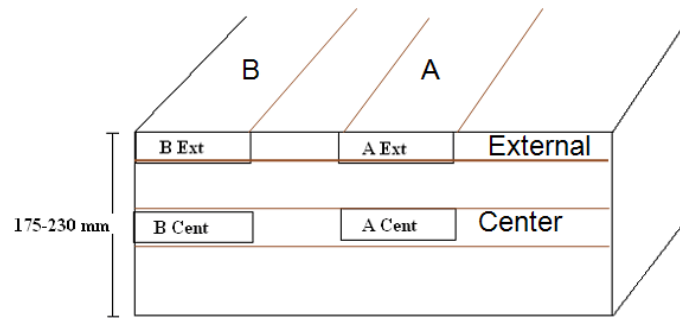 B
A
B Ext
A Ext
External
175-230 mm
B Cent
A Cent
Center